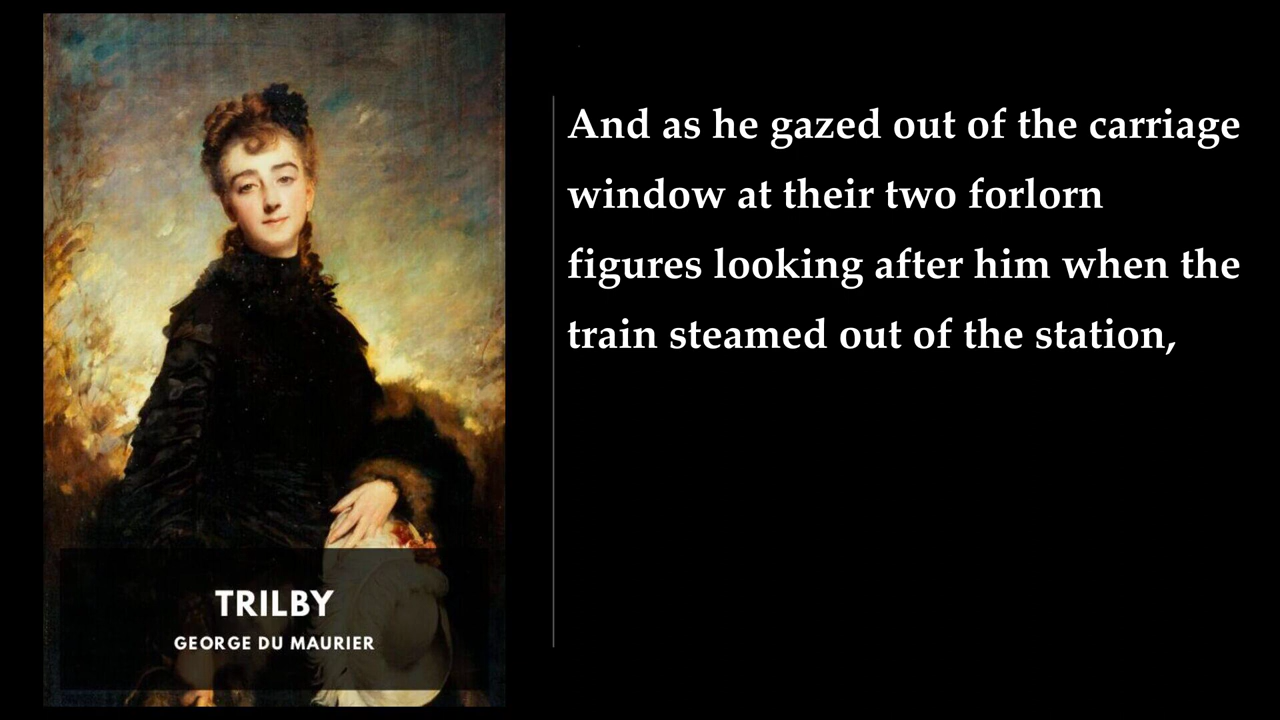 TRILBY
GEORGE DU MAURIER
And as he gazed out of the carriage
window at their two forlorn
figures looking after him when the
train steamed out of the station,